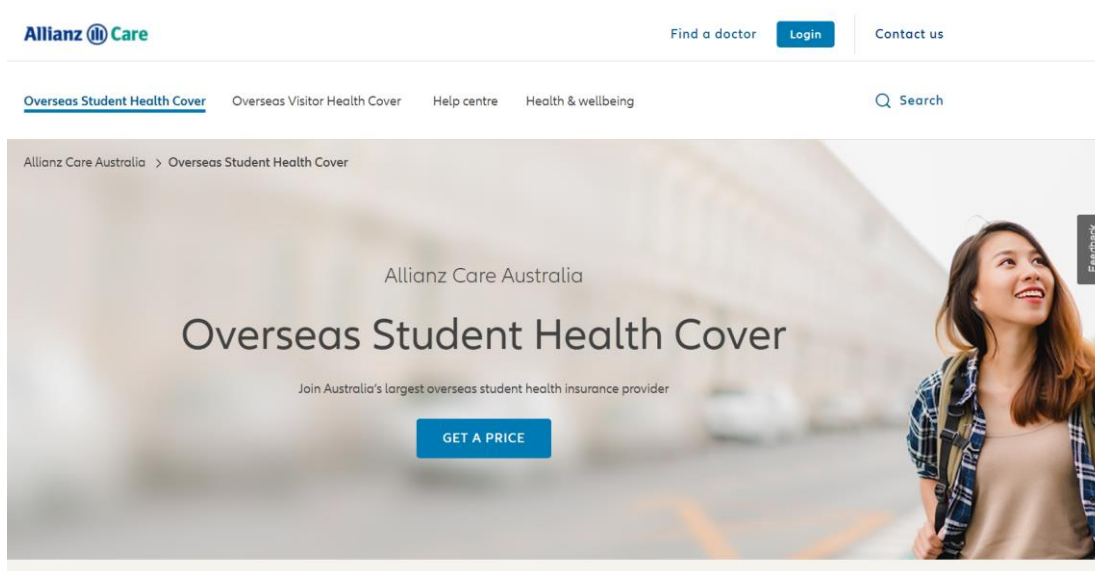 Allianz Care
Find a doctor
Login
Contact us
Overseas Student Health Cover
Overseas Visitor Health Cover
Help centre
Health & wellbeing
Search
Allianz Care Australia > Overseas Student Health Cover
Feedback
Allianz Care Australia
Overseas Student Health Cover
Join Australia's largest overseas student health insurance provider
GET A PRICE